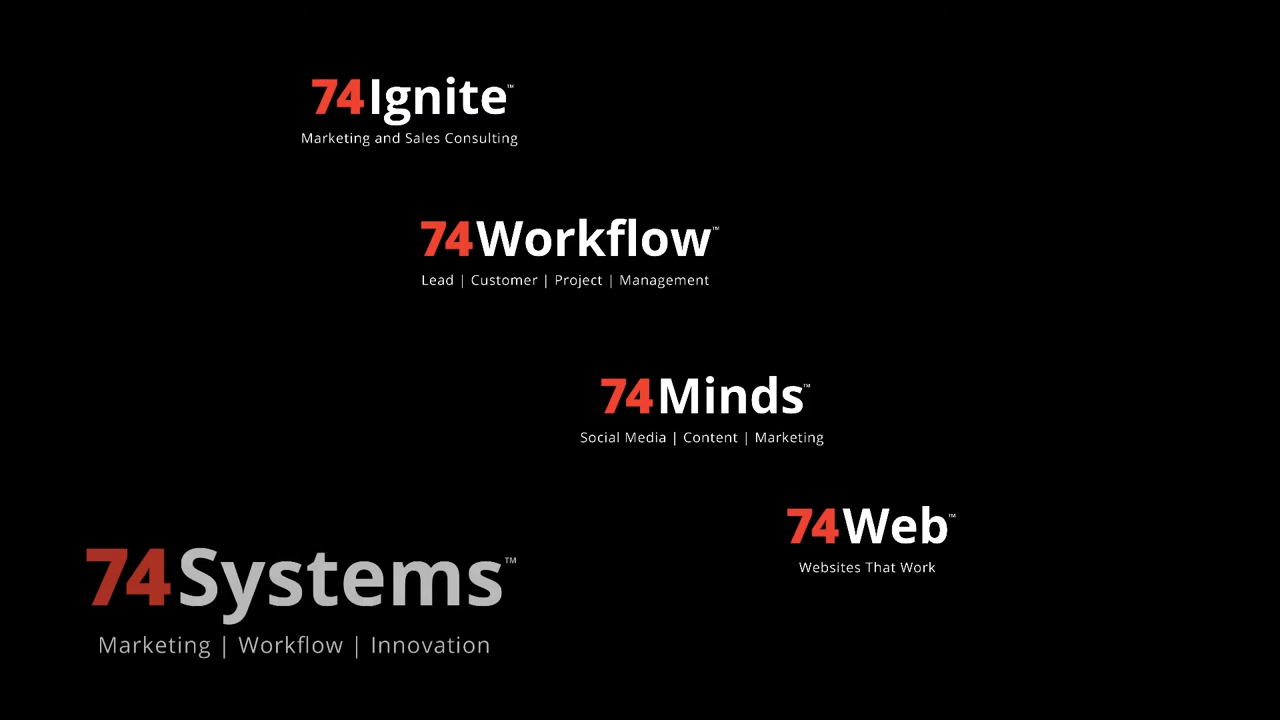 74Ignite™
Marketing and Sales Consulting
74Workflow™
Lead | Customer | Project | Management
74Minds™
Social Media | Content | Marketing
74Web™
Websites That Work
74Systems™
Marketing | Workflow | Innovation